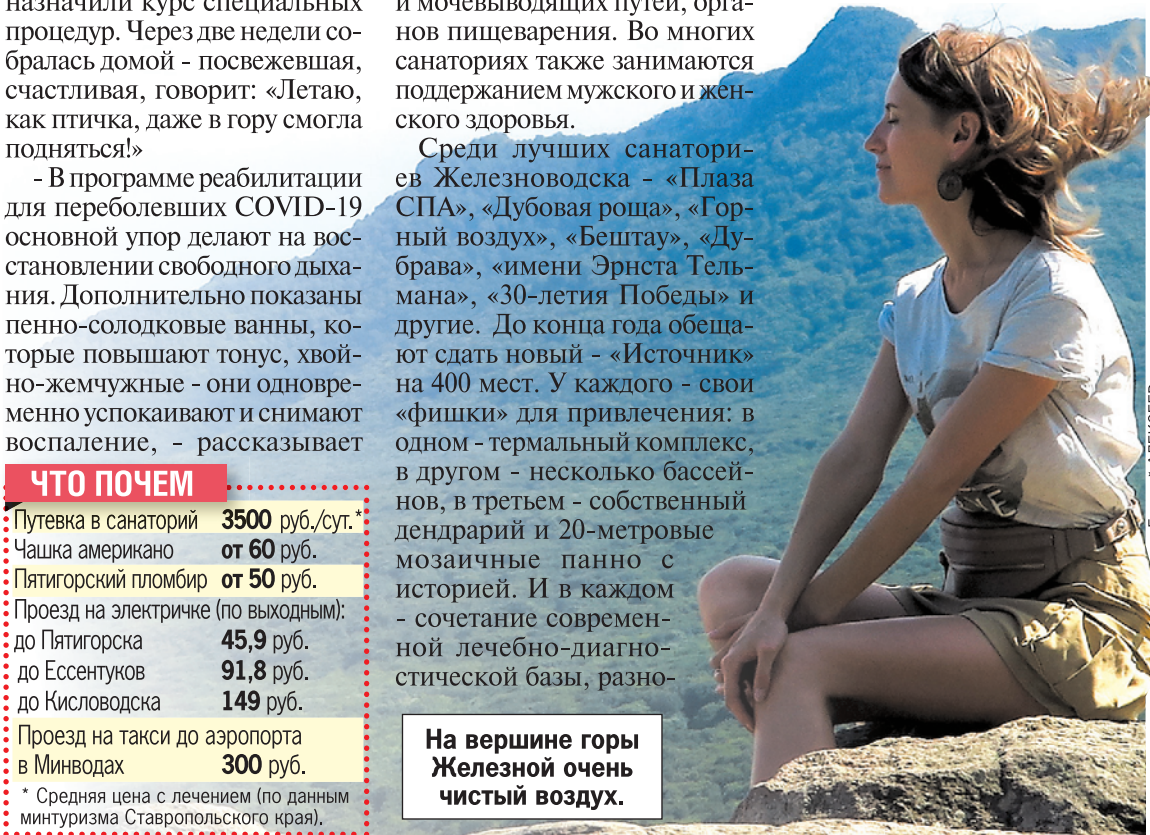 назначили курс специальных
процедур. Через две недели со-
бралась домой - посвежевшая,
счастливая, говорит: «Летаю,
как птичка, даже в гору смогла
подняться!»
- В программе реабилитации
для переболевших COVID-19
основной упор делают на вос-
становлении свободного дыха-
ния. Дополнительно показаны
пенно-солодковые ванны, ко-
торые повышают тонус, хвой-
но-жемчужные - они одновре-
менно успокаивают и снимают
воспаление, - рассказывает
ЧТО ПОЧЕМ
Путевка в санаторий 3500 руб./сут.*
Чашка американо от 60 руб.
Пятигорский пломбир от 50 руб.
Проезд на электричке (по выходным):
до Пятигорска 45,9 руб.
до Ессентуков 91,8 руб.
до Кисловодска 149 руб.
Проезд на такси до аэропорта
в Минводах 300 руб.
* Средняя цена с лечением (по данным
минтуризма Ставропольского края).
и мочевыводящих путей, орга-
нов пищеварения. Во многих
санаториях также занимаются
поддержанием мужского и жен-
ского здоровья.
Среди лучших санатори-
ев Железноводска - «Плаза
СПА», «Дубовая роща», «Гор-
ный воздух», «Бештау», «Ду-
брава», «имени Эрнста Тель-
мана», «30-летия Победы» и
другие. До конца года обеща-
ют сдать новый - «Источник»
на 400 мест. У каждого - свои
«фишки» для привлечения: в
одном - термальный комплекс,
в другом - несколько бассей-
нов, в третьем - собственный
дендрарий и 20-метровые
мозаичные панно с
историей. И в каждом
- сочетание современ-
ной лечебно-диагно-
стической базы, разно-
На вершине горы
Железной очень
чистый воздух.